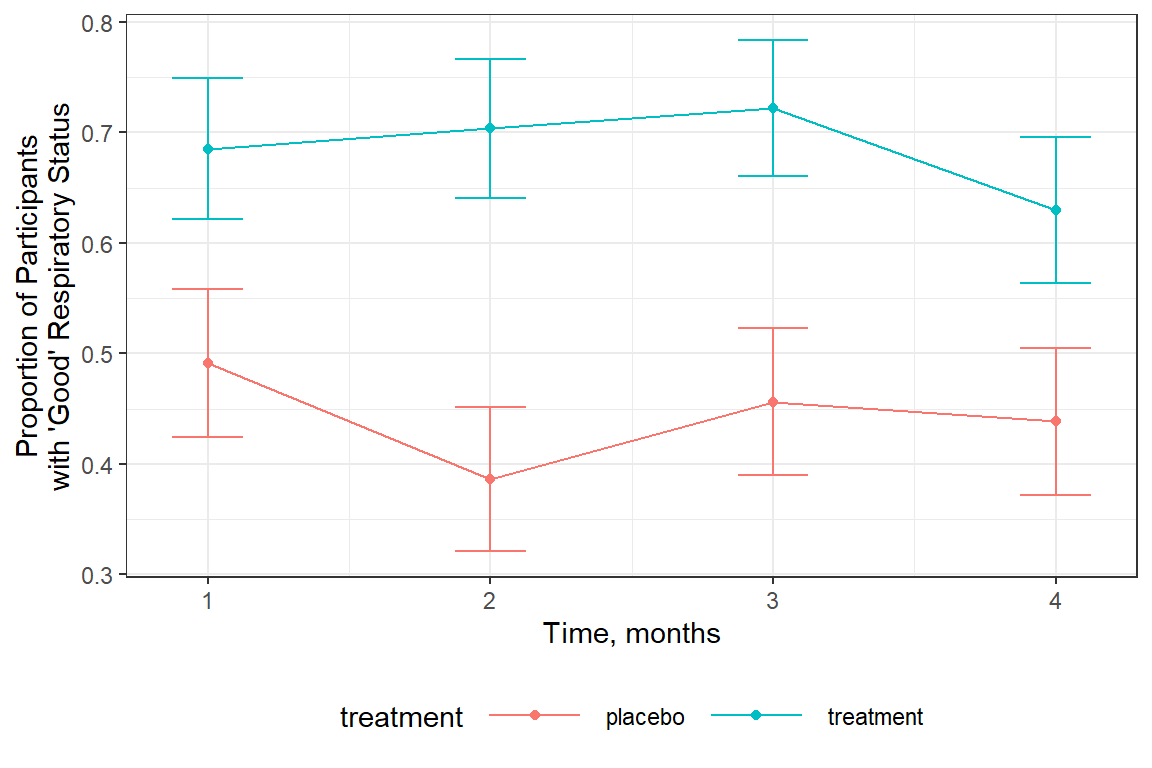 Proportion of Participants
with 'Good' Respiratory Status
0.8
0.7
0.6
0.5
0.4
0.3
1 2 3 4
Time, months
treatment placebo treatment